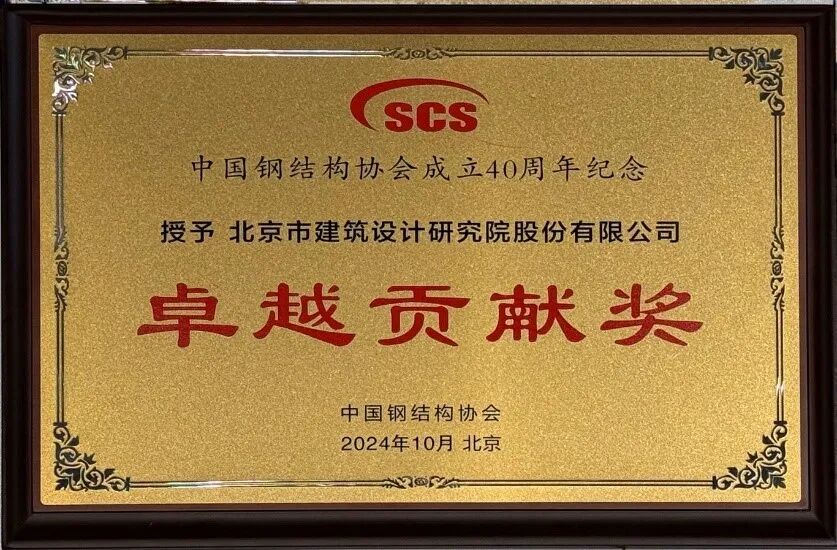 SCS
中国钢结构协会成立40周年纪念
授予 北京市建筑设计研究院股份有限公司
卓越贡献奖
中国钢结构协会
2024年10月 北京